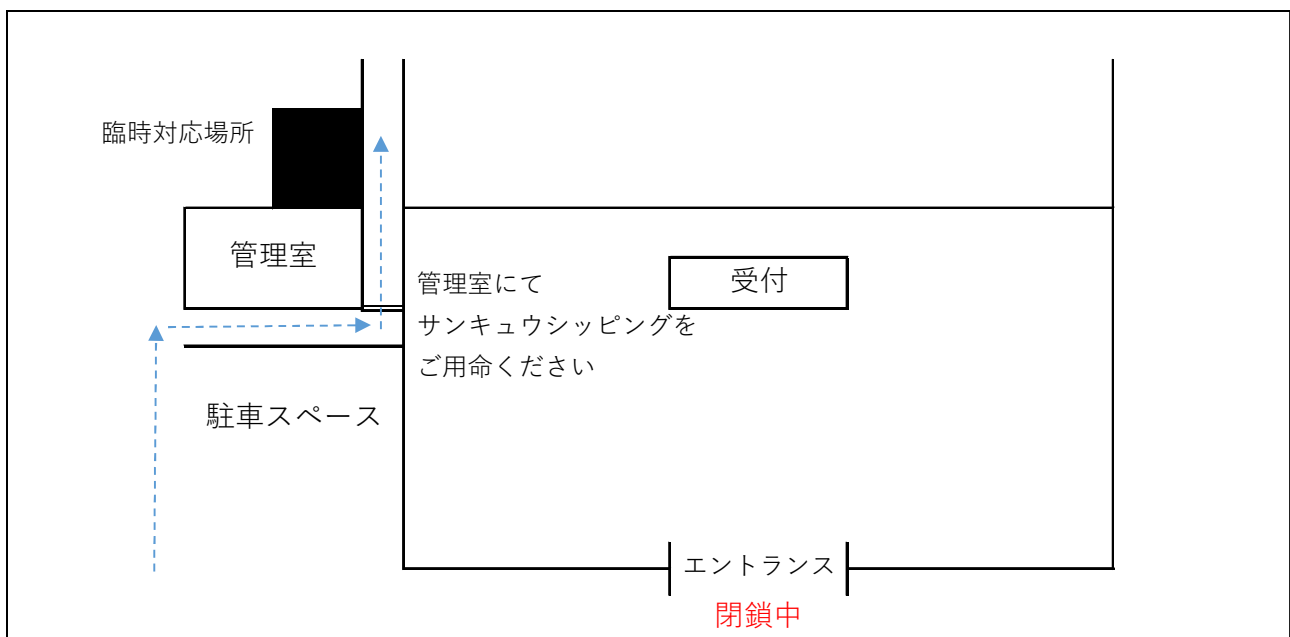 臨時対応場所
管理室
管理室にて
サンキュウシッピングを
ご用命ください
受付
駐車スペース
エントランス
閉鎖中